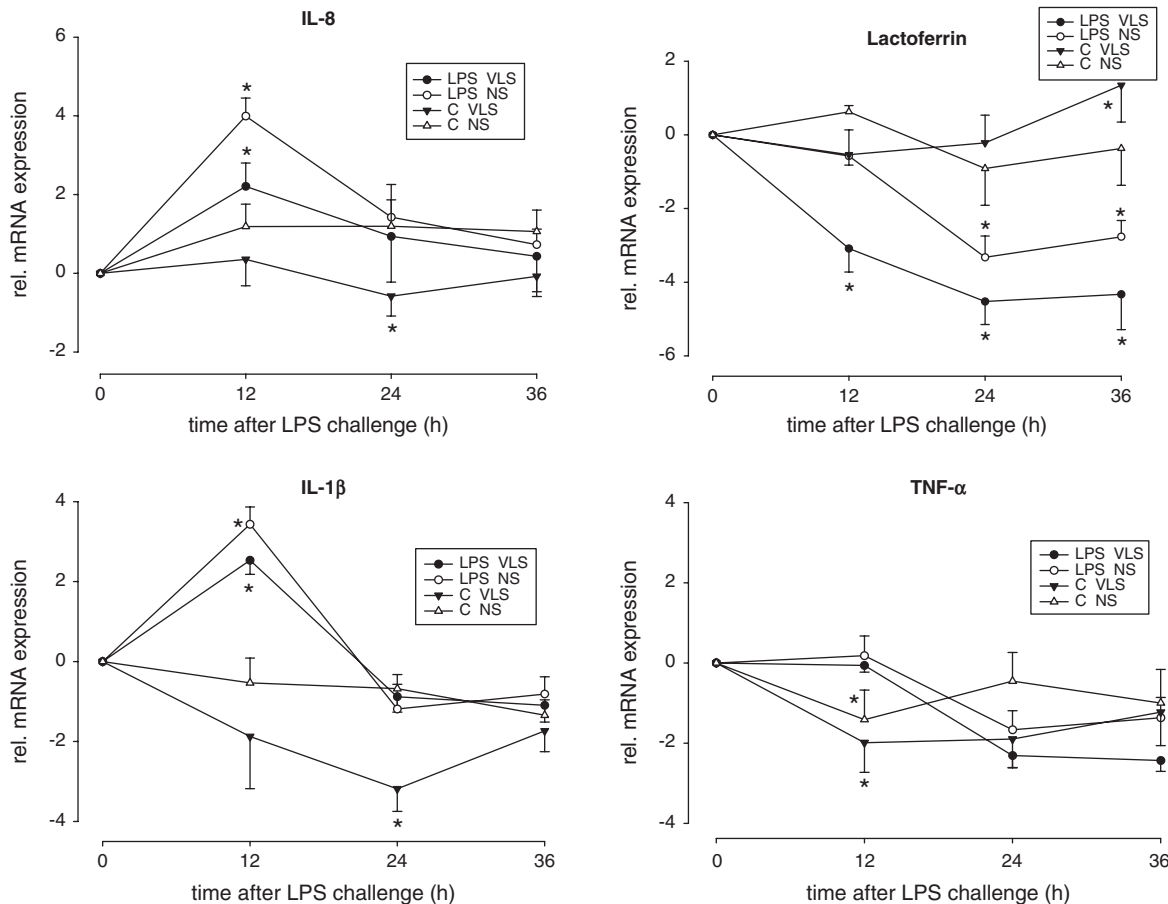 IL-8
6
4
2
0
-2
rel. mRNA expression
LPS VLS
LPS NS
C VLS
C NS
*
*
*
0 12 24 36
time after LPS challenge (h)
Lactoferrin
2
0
-2
-4
-6
rel. mRNA expression
LPS VLS
LPS NS
C VLS
C NS
*
*
*
*
*
*
0 12 24 36
time after LPS challenge (h)
IL-1β
4
2
0
-2
-4
rel. mRNA expression
LPS VLS
LPS NS
C VLS
C NS
*
*
*
0 12 24 36
time after LPS challenge (h)
TNF-α
4
2
0
-2
-4
rel. mRNA expression
LPS VLS
LPS NS
C VLS
C NS
*
*
0 12 24 36
time after LPS challenge (h)